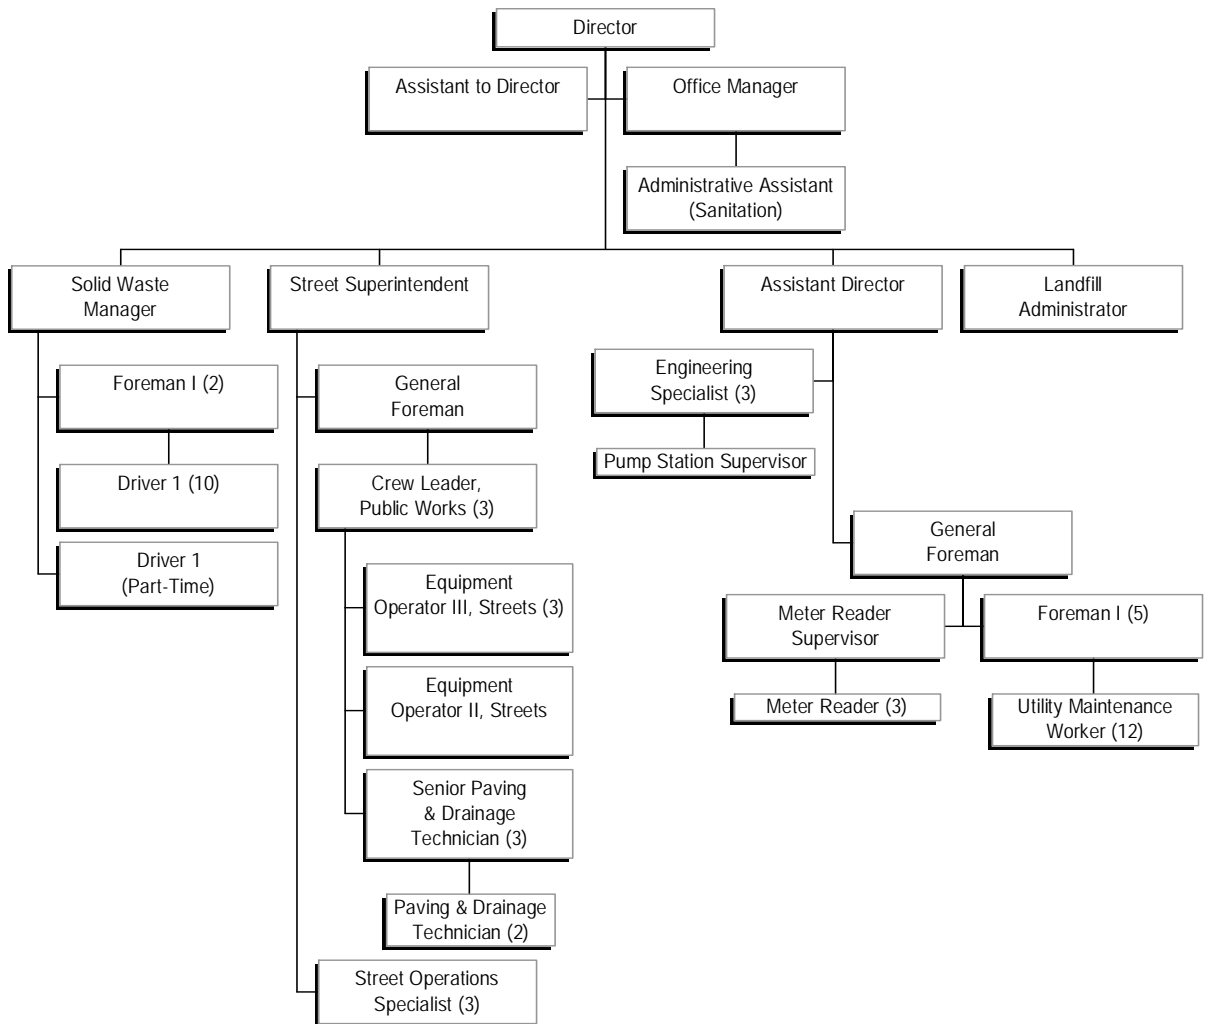 Director
Assistant to Director
Office Manager
Administrative Assistant
(Sanitation)
Solid Waste
Manager
Foreman I (2)
Driver 1 (10)
Driver 1
(Part-Time)
Street Superintendent
General
Foreman
Crew Leader,
Public Works (3)
Equipment
Operator III, Streets (3)
Equipment
Operator II, Streets
Senior Paving
& Drainage
Technician (3)
Paving & Drainage
Technician (2)
Street Operations
Specialist (3)
Assistant Director
Engineering
Specialist (3)
Pump Station Supervisor
General
Foreman
Meter Reader
Supervisor
Meter Reader (3)
Foreman I (5)
Utility Maintenance
Worker (12)
Landfill
Administrator